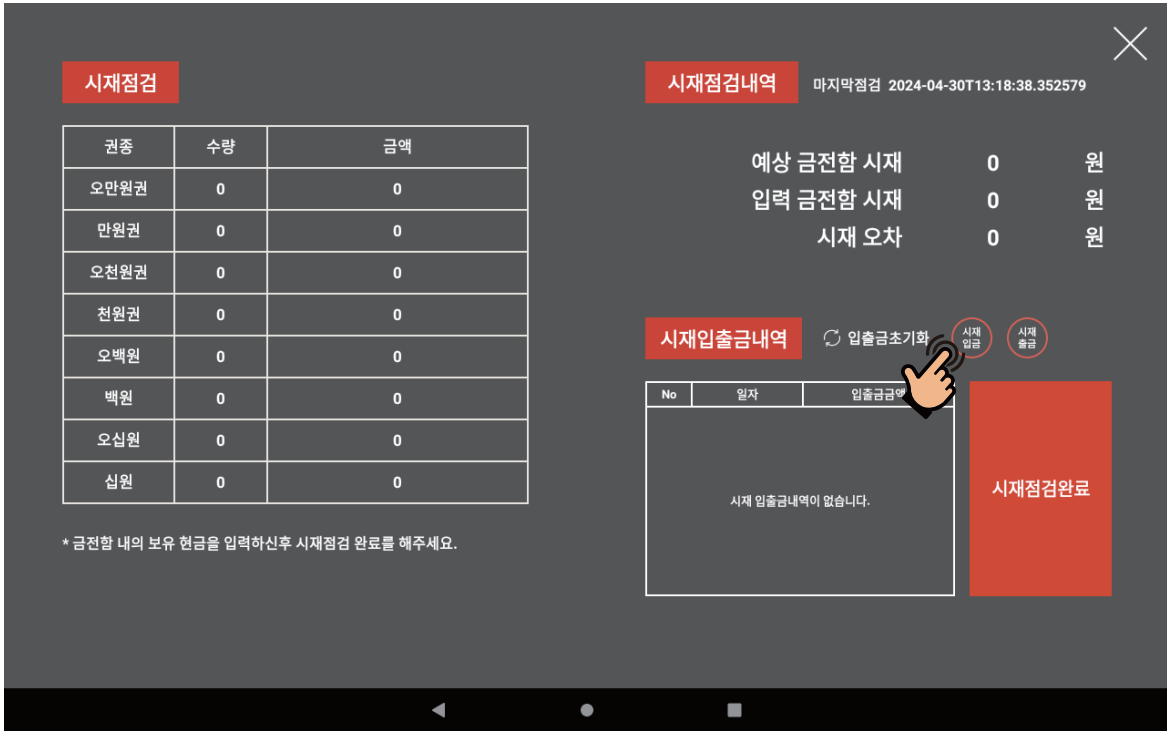 시재점검
권종 수량 금액
오만원권 0 0
만원권 0 0
오천원권 0 0
천원권 0 0
오백원 0 0
백원 0 0
오십원 0 0
십원 0 0
* 금전함 내의 보유 현금을 입력하신후 시재점검 완료를 해주세요.
시재점검내역 마지막점검 2024-04-30T13:18:38.352579
예상 금전함 시재 0 원
입력 금전함 시재 0 원
시재 오차 0 원
시재입출금내역 입출금초기화
시재
입금
시재
출금
No 일자 입출금금액
시재 입출금내역이 없습니다.
시재점검완료